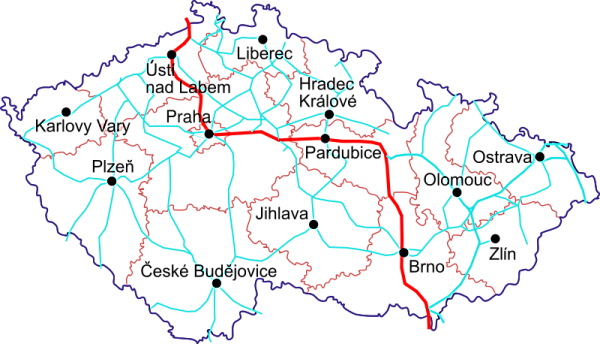 Liberec
Ústí
nad Labem
Hradec
Králové
Karlovy Vary
Praha
Pardubice
Ostrava
Plzeň
Olomouc
Jihlava
Zlín
Brno
České Budějovice